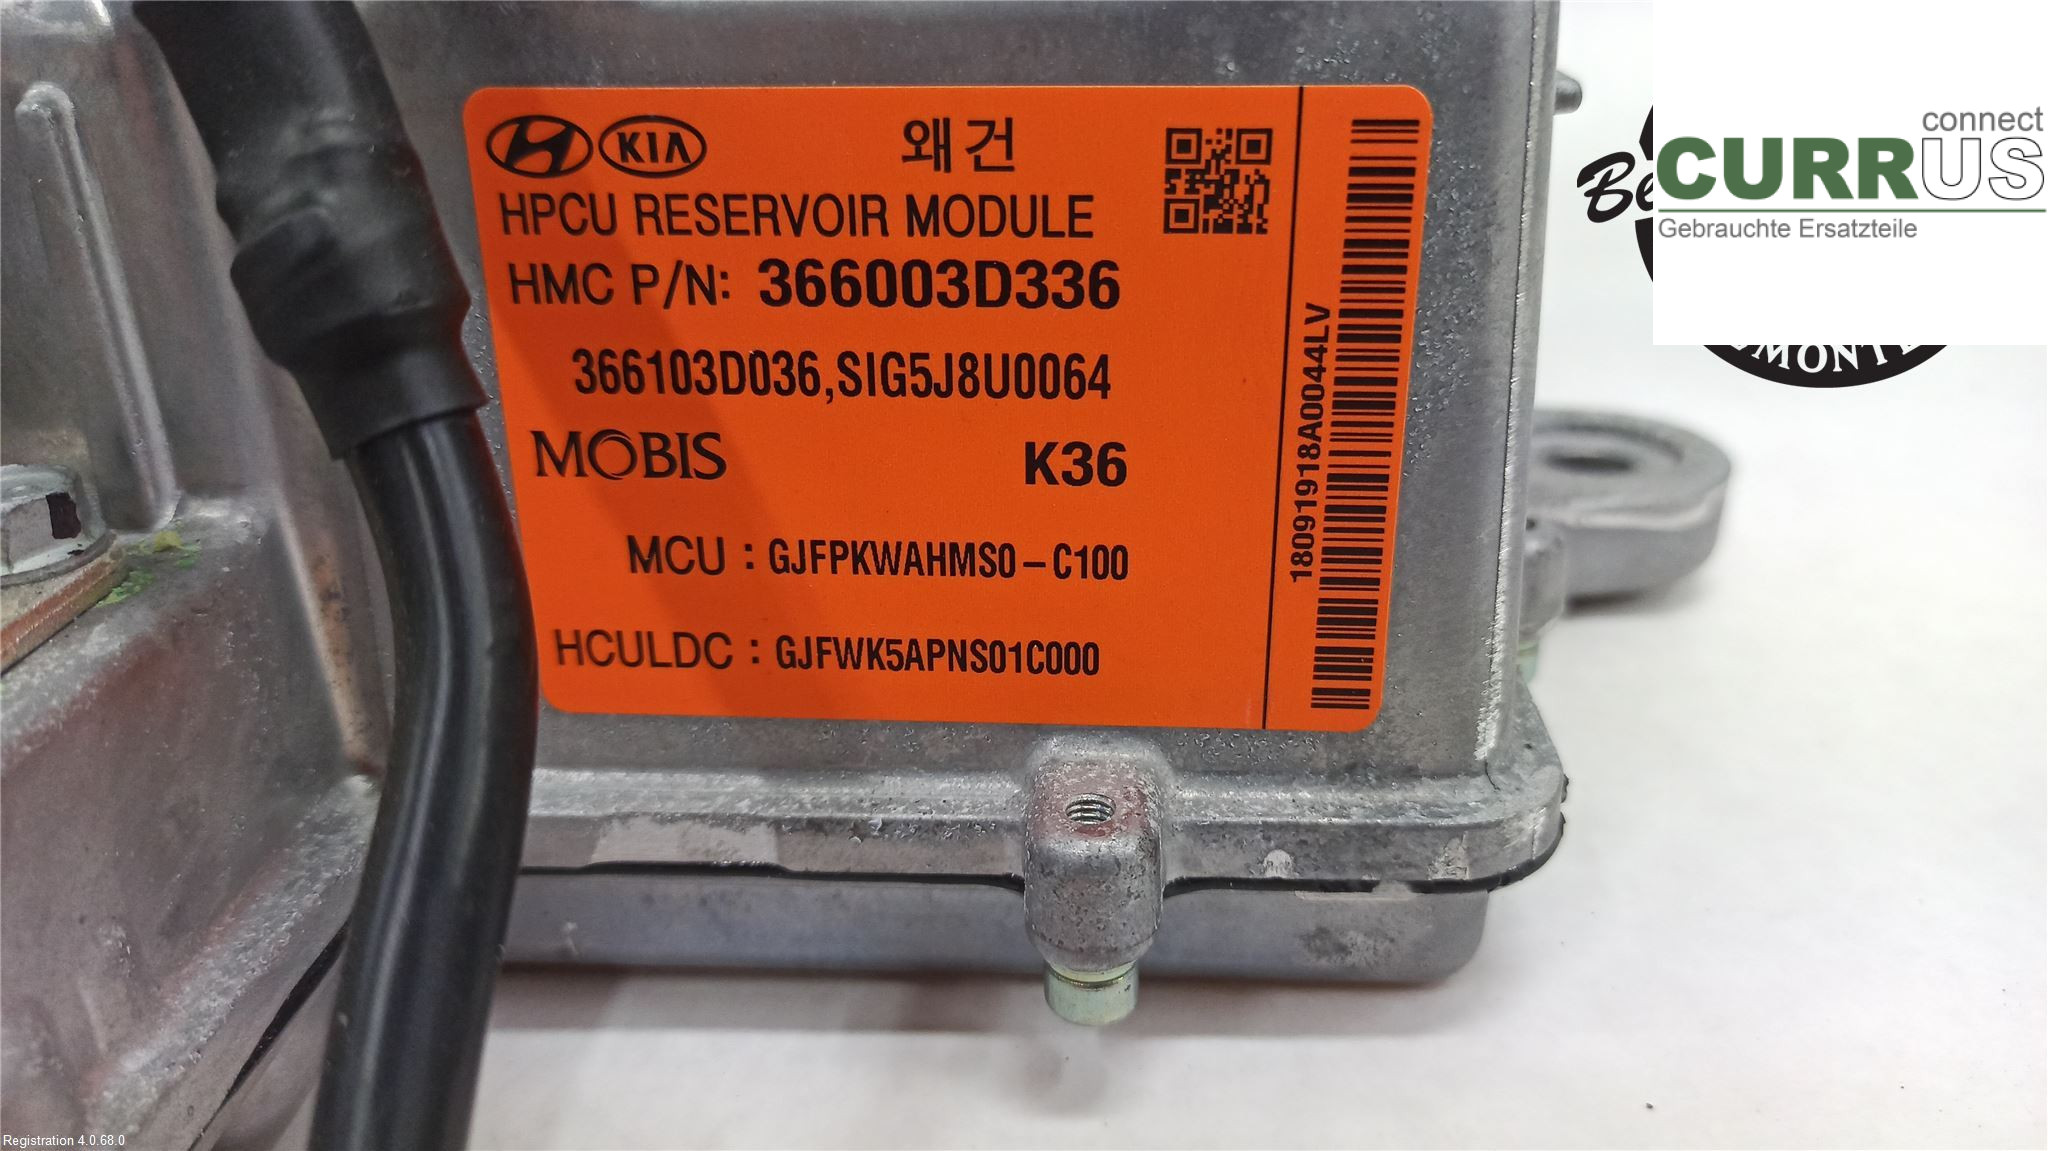 KIA
왜건
HPCU RESERVOIR MODULE
HMC P/N: 366003D336
366103D036,SIG5J8U0064
MOBIS
K36
MCU : GJFPKWAHMS0-C100
HCULDC : GJFWK5APNS01C000
18091918A0044LV
connect
CURRUS
Gebrauchte Ersatzteile
Registration 4.0.68.0